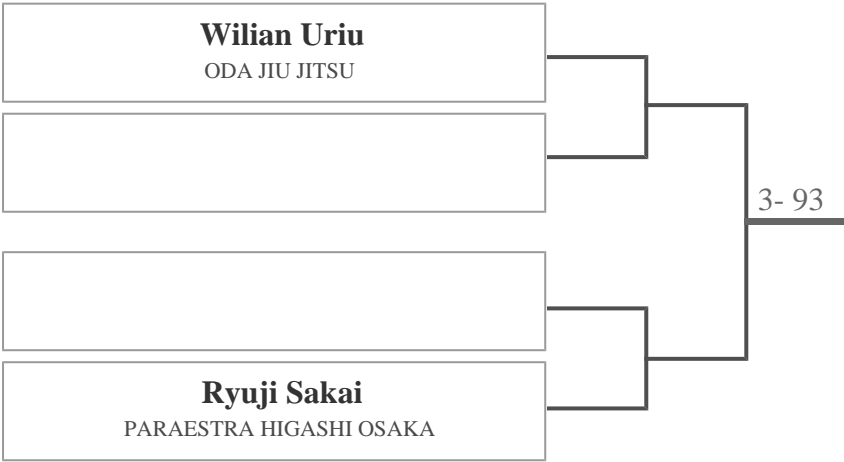 Wilian Uriu
ODA JIU JITSU
3- 93
Ryuji Sakai
PARAESTRA HIGASHI OSAKA